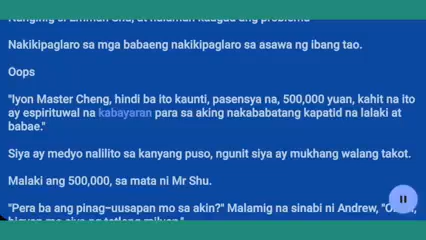 Nakikipaglaro sa mga babaeng nakikipaglaro sa asawa ng ibang tao.
Oops
"Iyon Master Cheng, hindi ba ito kaunti, pasensya na, 500,000 yuan, kahit na ito
ay espirituwal na kabayaran para sa aking nakababatang kapatid na lalaki at
babae."
Siya ay medyo nalilito sa kanyang puso, ngunit siya ay mukhang walang takot.
Malaki ang 500,000, sa mata ni Mr Shu.
"Pera ba ang pinag-uusapan mo sa akin?" Malamig na sinabi ni Andrew,